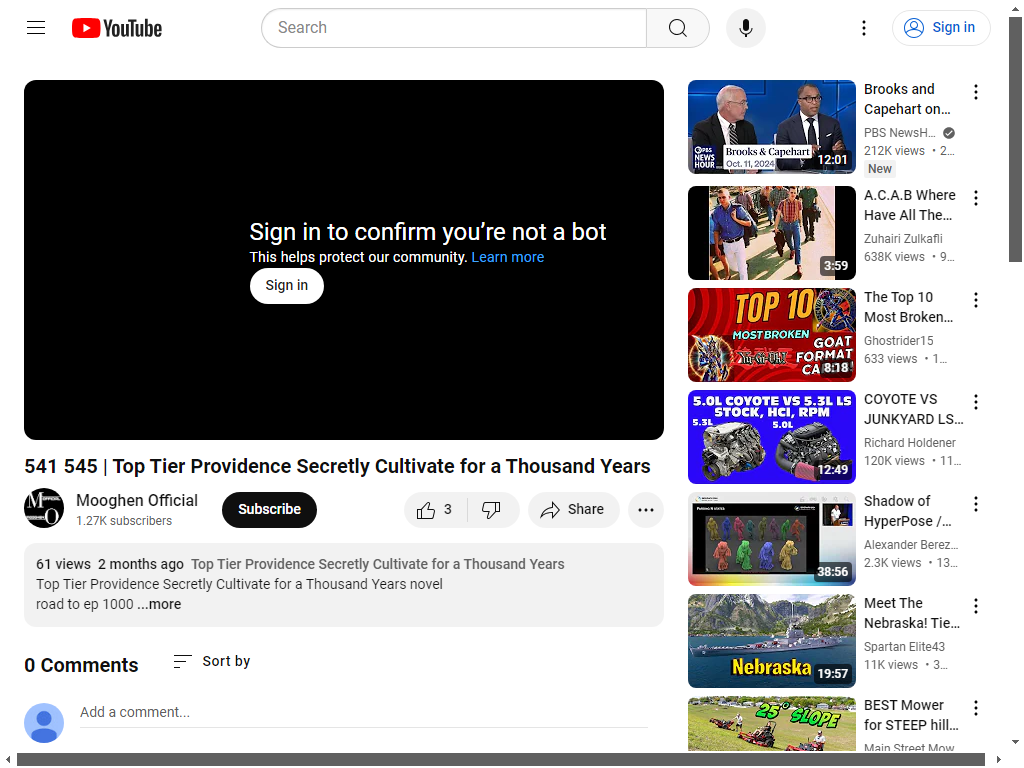 YouTube
Search
Sign in
Sign in to confirm you’re not a bot
This helps protect our community. Learn more
Sign in
541 545 | Top Tier Providence Secretly Cultivate for a Thousand Years
Mooghen Official
1.27K subscribers
Subscribe
3
Share
61 views 2 months ago Top Tier Providence Secretly Cultivate for a Thousand Years
Top Tier Providence Secretly Cultivate for a Thousand Years novel
road to ep 1000 ...more
0 Comments
Sort by
Add a comment...
PBS NEWS HOUR
Brooks & Capehart
Oct. 11, 2024
12:01
Brooks and
Capehart on...
PBS NewsH...
212K views • 2...
New
3:59
A.C.A.B Where
Have All The...
Zuhairi Zulkafli
638K views • 9...
TOP 10
MOST BROKEN
Yu-Gi-Oh!
GOAT
FORMAT
8:18
The Top 10
Most Broken...
Ghostrider15
633 views • 1...
5.0L COYOTE VS 5.3L LS
STOCK, HCI, RPM
5.3L
5.0L
12:49
COYOTE VS
JUNKYARD LS...
Richard Holdener
120K views • 11...
38:56
Shadow of
HyperPose /...
Alexander Berez...
2.3K views • 13...
Nebraska
19:57
Meet The
Nebraska! Tie...
Spartan Elite43
11K views • 3...
25° SLOPE
BEST Mower
for STEEP hill...
Main Street Mow...